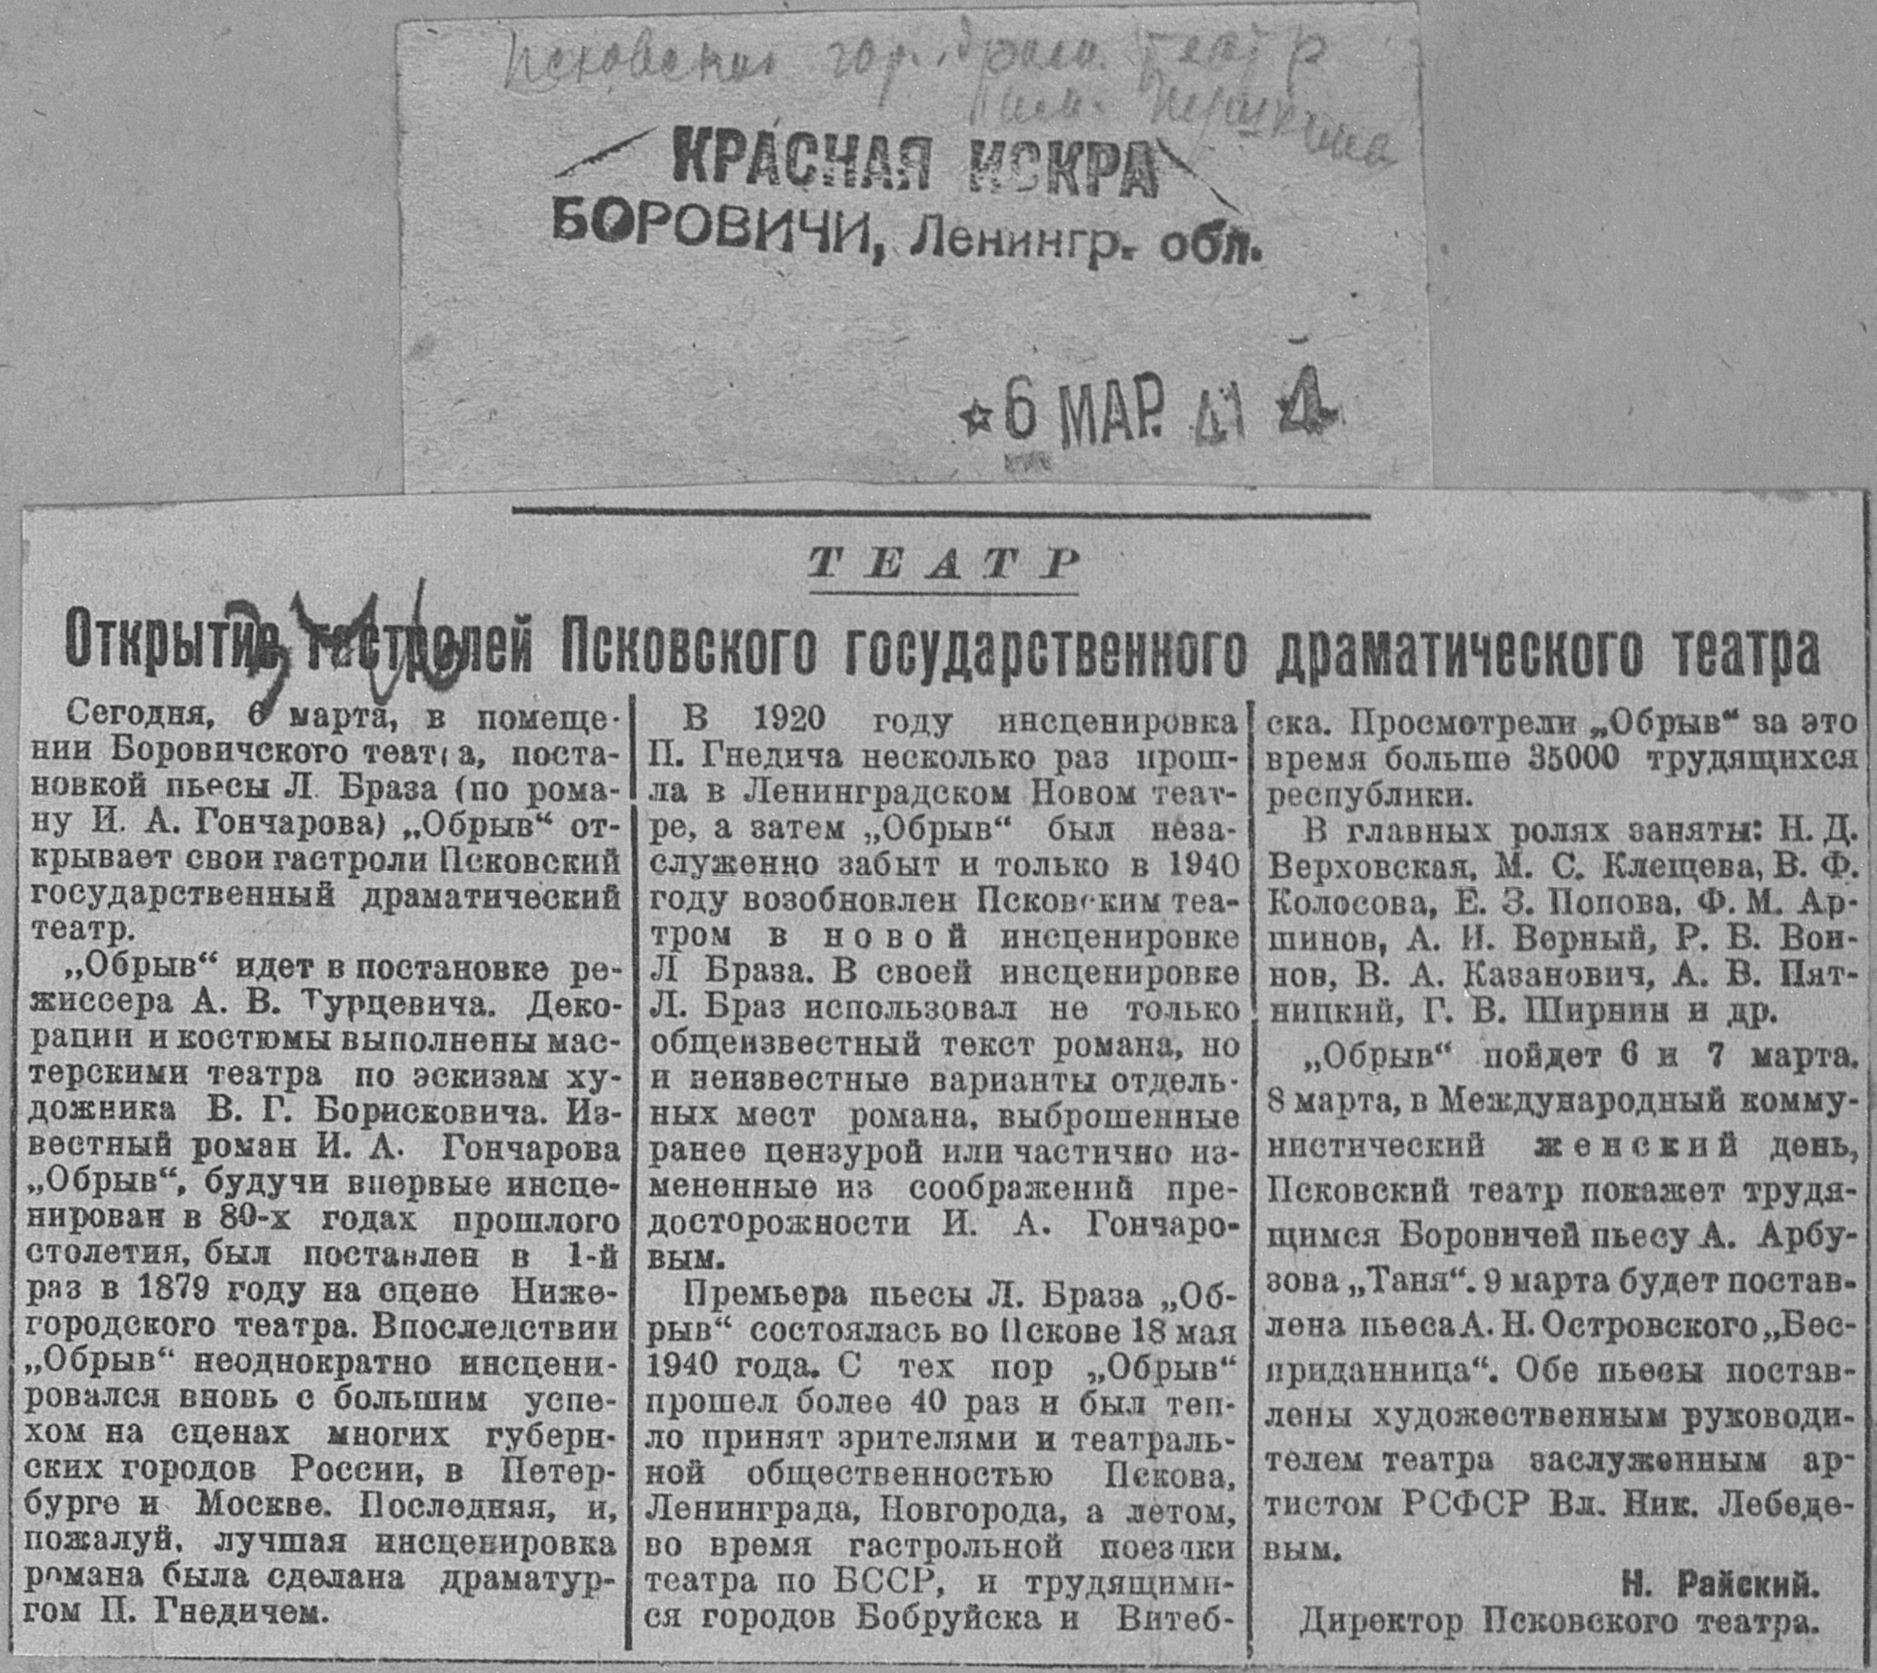 Псковский гор. драм. театр
им. Пушкина
КРАСНАЯ ИСКРА
БОРОВИЧИ, Ленингр. обл.
6 МАР. 41
ТЕАТР
Открытие гастролей Псковского государственного драматического театра
Сегодня, 6 марта, в помеще-
нии Боровичского театра, поста-
новкой пьесы Л. Браза (по рома-
ну И. А. Гончарова) „Обрыв“ от-
крывает свои гастроли Псковский
государственный драматический
театр.
„Обрыв“ идет в постановке ре-
жиссера А. В. Турцевича. Деко-
рации и костюмы выполнены мас-
терскими театра по эскизам ху-
дожника В. Г. Борисковича. Из-
вестный роман И. А. Гончарова
„Обрыв“, будучи впервые инсце-
нирован в 80-х годах прошлого
столетия, был поставлен в 1-й
раз в 1879 году на сцене Ниже-
городского театра. Впоследствии
„Обрыв“ неоднократно инсцени-
ровался вновь с большим успе-
хом на сценах многих губерн-
ских городов России, в Петер-
бурге и Москве. Последняя, и,
пожалуй, лучшая инсценировка
романа была сделана драматур-
гом П. Гнедичем.
В 1920 году инсценировка
П. Гнедича несколько раз прош-
ла в Ленинградском Новом теат-
ре, а затем „Обрыв“ был неза-
служенно забыт и только в 1940
году возобновлен Псковским теа-
тром в новой инсценировке
Л Браза. В своей инсценировке
Л. Браз использовал не только
общеизвестный текст романа, но
и неизвестные варианты отдель-
ных мест романа, выброшенные
ранее цензурой или частично из-
мененные из соображений пре-
досторожности И. А. Гончаро-
вым.
Премьера пьесы Л. Браза „Об-
рыв“ состоялась во Пскове 18 мая
1940 года. С тех пор „Обрыв“
прошел более 40 раз и был теп-
ло принят зрителями и театраль-
ной общественностью Пскова,
Ленинграда, Новгорода, а летом,
во время гастрольной поездки
театра по БССР, и трудящими-
ся городов Бобруйска и Витеб-
ска. Просмотрели „Обрыв“ за это
время больше 35000 трудящихся
республики.
В главных ролях заняты: Н. Д.
Верховская, М. С. Клещева, В. Ф.
Колосова, Е. З. Попова, Ф. М. Ар-
шинов, А. И. Верный, Р. В. Вои-
нов, В. А. Казанович, А. В. Пят-
ницкий, Г. В. Ширнин и др.
„Обрыв“ пойдет 6 и 7 марта.
8 марта, в Международный комму-
нистический женский день,
Псковский театр покажет трудя-
щимся Боровичей пьесу А. Арбу-
зова „Таня“. 9 марта будет постав-
лена пьеса А. Н. Островского „Бес-
приданница“. Обе пьесы постав-
лены художественным руководи-
телем театра заслуженным ар-
тистом РСФСР Вл. Ник. Лебеде-
вым.
Н. Райский.
Директор Псковского театра.